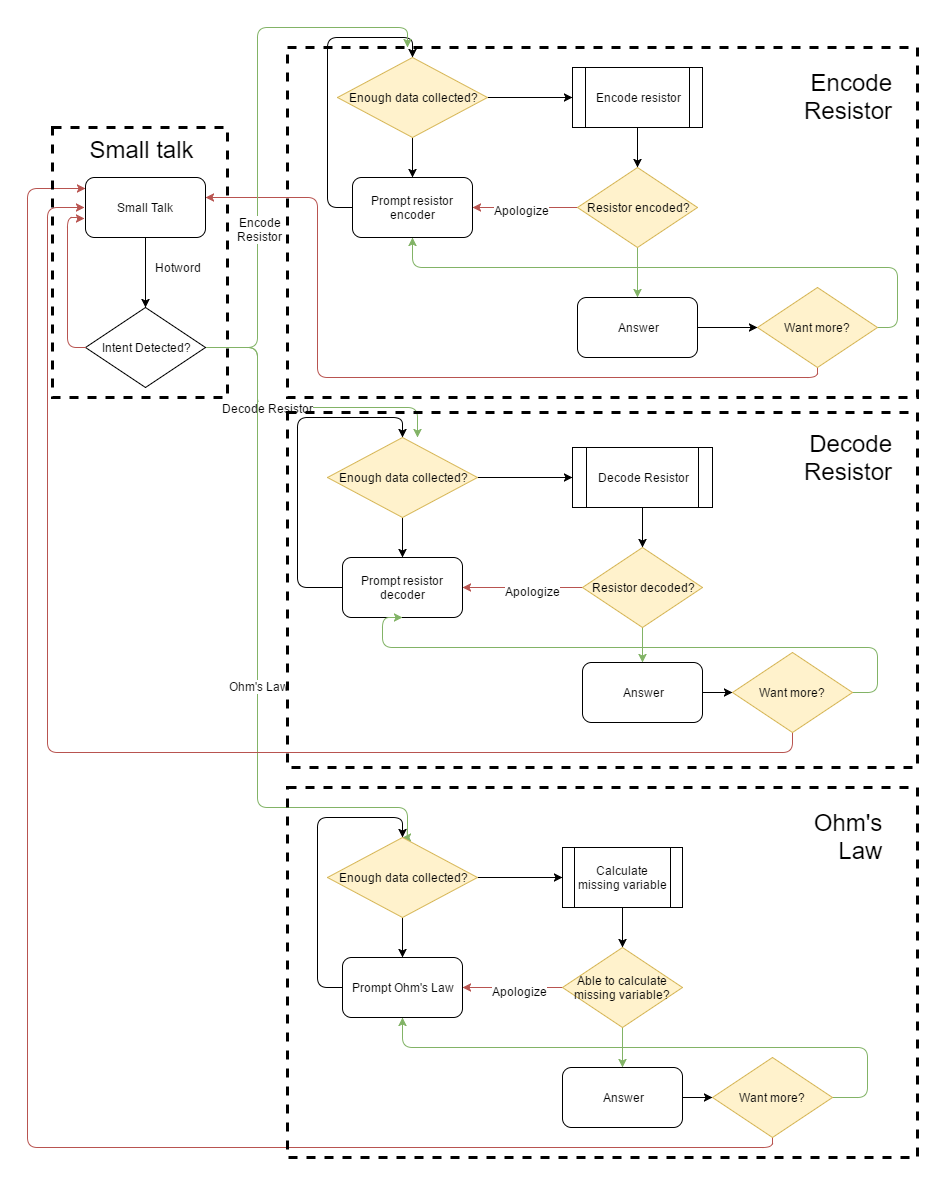 Encode
Resistor
Enough data collected?
Encode resistor
Small talk
Small Talk
Prompt resistor
encoder
Apologize
Resistor encoded?
Encode
Resistor
Hotword
Intent Detected?
Answer
Want more?
Decode Resistor
Decode
Resistor
Enough data collected?
Decode Resistor
Prompt resistor
decoder
Apologize
Resistor decoded?
Ohm's Law
Answer
Want more?
Ohm's
Law
Enough data collected?
Calculate
missing variable
Prompt Ohm's Law
Apologize
Able to calculate
missing variable?
Answer
Want more?